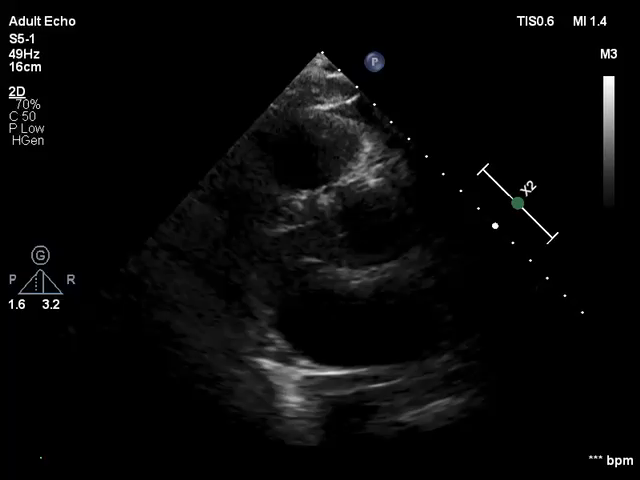 Adult Echo
TIS0.6 MI 1.4
S5-1
49Hz
16cm
M3
2D
70%
C 50
P Low
HGen
P
X2
G
P R
1.6 3.2
*** bpm